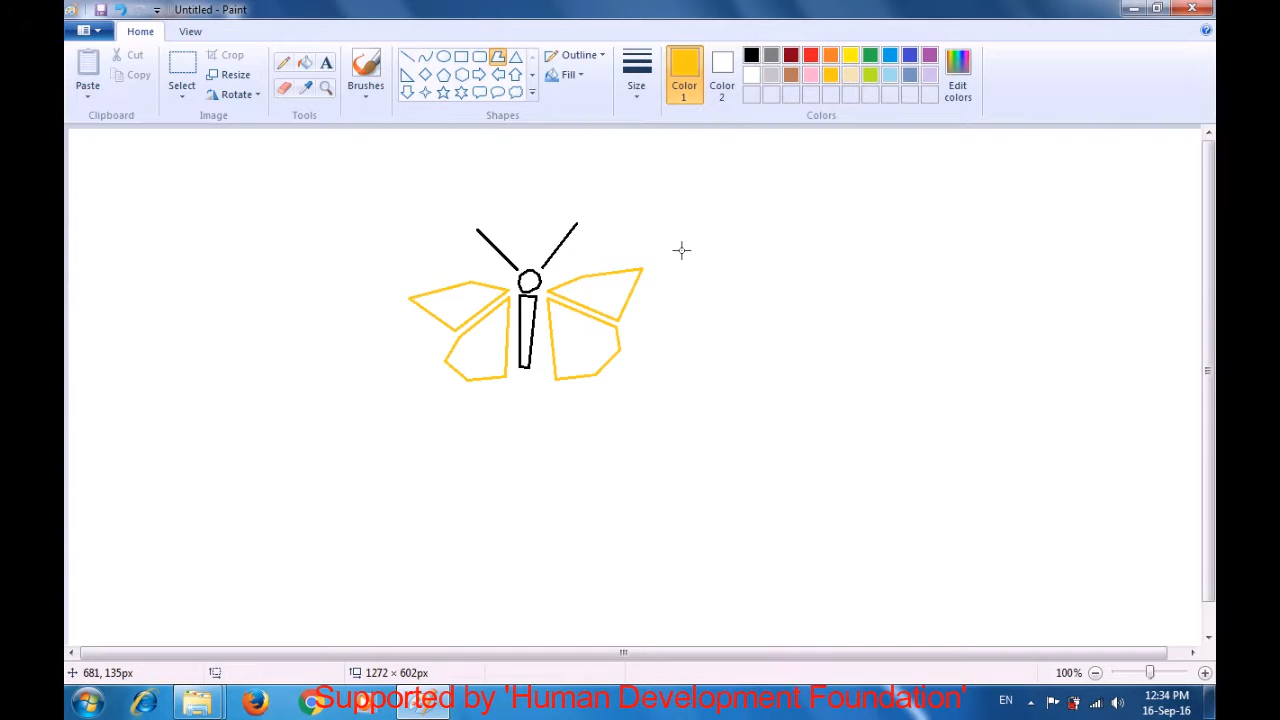 Untitled - Paint
Home View
Paste
Cut
Copy
Clipboard
Select
Crop
Resize
Rotate
Image
A
Tools
Brushes
Shapes
Outline
Fill
Size
Color 1
Color 2
Edit colors
Colors
681, 135px
1272 × 602px
100%
Supported by 'Human Development Foundation'
EN
12:34 PM
16-Sep-16